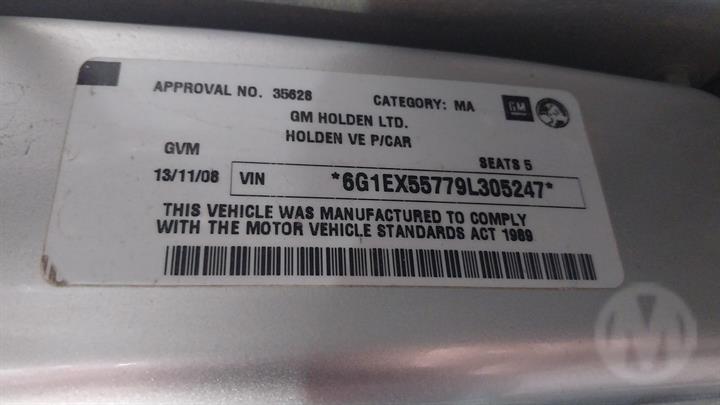 APPROVAL NO. 35628 CATEGORY: MA GM
GM HOLDEN LTD.
HOLDEN VE P/CAR
GVM SEATS 5
13/11/08 VIN *6G1EX55779L305247*
THIS VEHICLE WAS MANUFACTURED TO COMPLY
WITH THE MOTOR VEHICLE STANDARDS ACT 1989
M